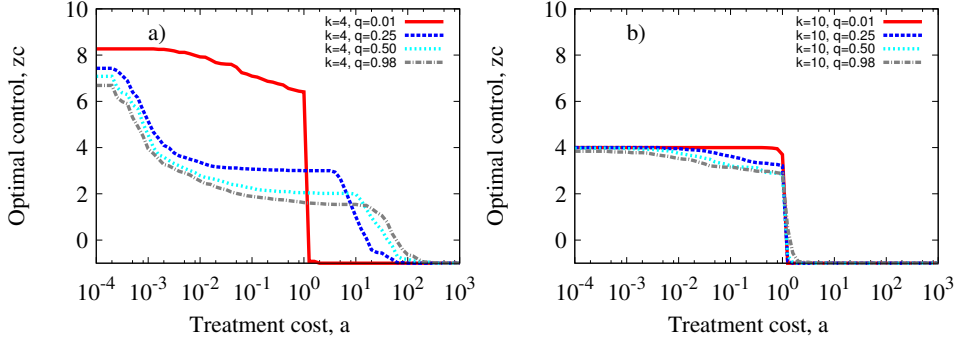 a)
k=4, q=0.01
k=4, q=0.25
k=4, q=0.50
k=4, q=0.98
Optimal control, zc
10
8
6
4
2
0
10^-4 10^-3 10^-2 10^-1 10^0 10^1 10^2 10^3
Treatment cost, a
b)
k=10, q=0.01
k=10, q=0.25
k=10, q=0.50
k=10, q=0.98
Optimal control, zc
10
8
6
4
2
0
10^-4 10^-3 10^-2 10^-1 10^0 10^1 10^2 10^3
Treatment cost, a